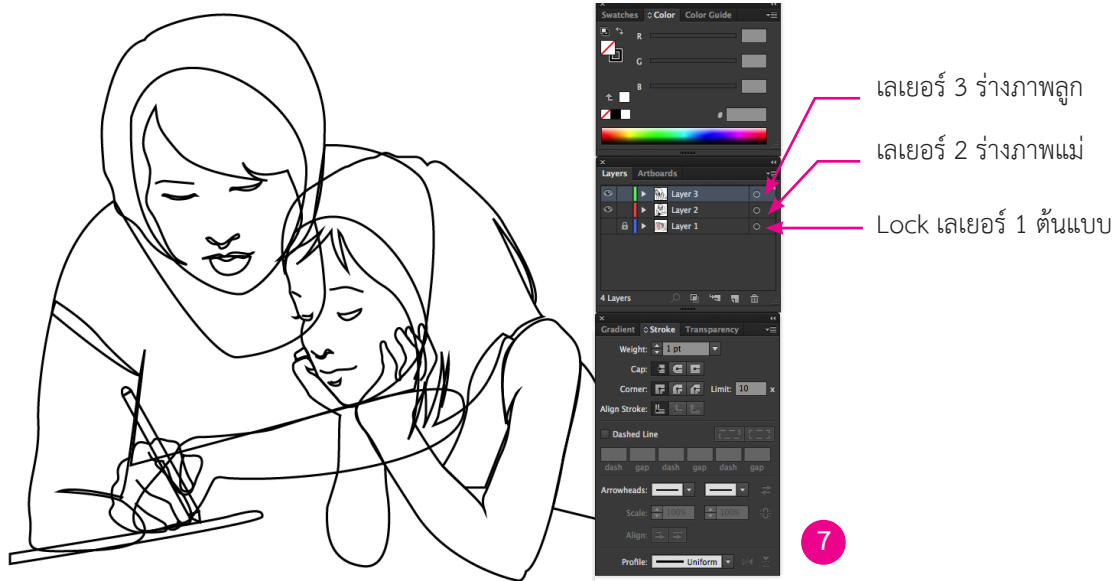 Swatches Color Color Guide
R
G
B
#
เลเยอร์ 3 ร่างภาพลูก
เลเยอร์ 2 ร่างภาพแม่
Lock เลเยอร์ 1 ต้นแบบ
Layers Artboards
Layer 3
Layer 2
Layer 1
4 Layers
Gradient Stroke Transparency
Weight: 1 pt
Cap:
Corner: Limit: 10 x
Align Stroke:
Dashed Line
dash gap dash gap dash gap
Arrowheads:
Scale: 100% 100%
Align:
Profile: Uniform
7